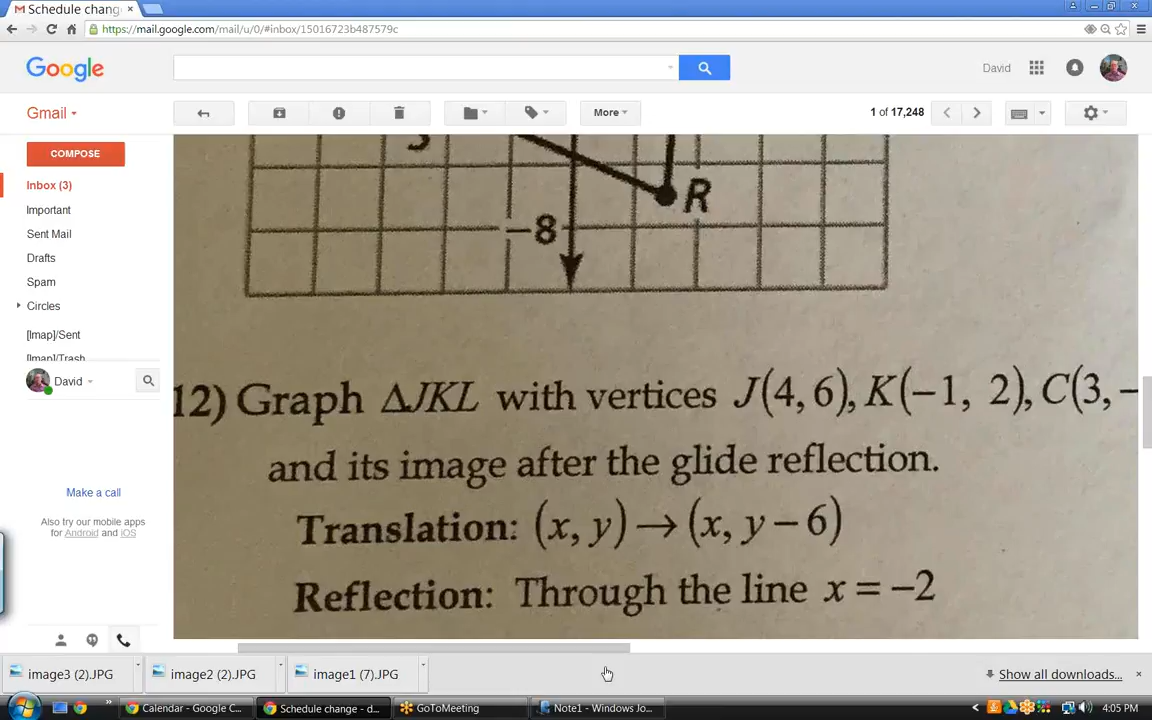 Schedule chang
https://mail.google.com/mail/u/0/#inbox/15016723b487579c
Google
David
Gmail
More
1 of 17,248
COMPOSE
Inbox (3)
Important
Sent Mail
Drafts
Spam
Circles
[Imap]/Sent
[Imap]/Trash
David
Make a call
Also try our mobile apps
for Android and iOS
R
−8
12) Graph ΔJKL with vertices J(4, 6), K(−1, 2), C(3, −
and its image after the glide reflection.
Translation: (x, y) → (x, y − 6)
Reflection: Through the line x = −2
image3 (2).JPG
image2 (2).JPG
image1 (7).JPG
Show all downloads...
Calendar - Google C...
Schedule change - d...
GoToMeeting
Note1 - Windows Jo...
4:05 PM